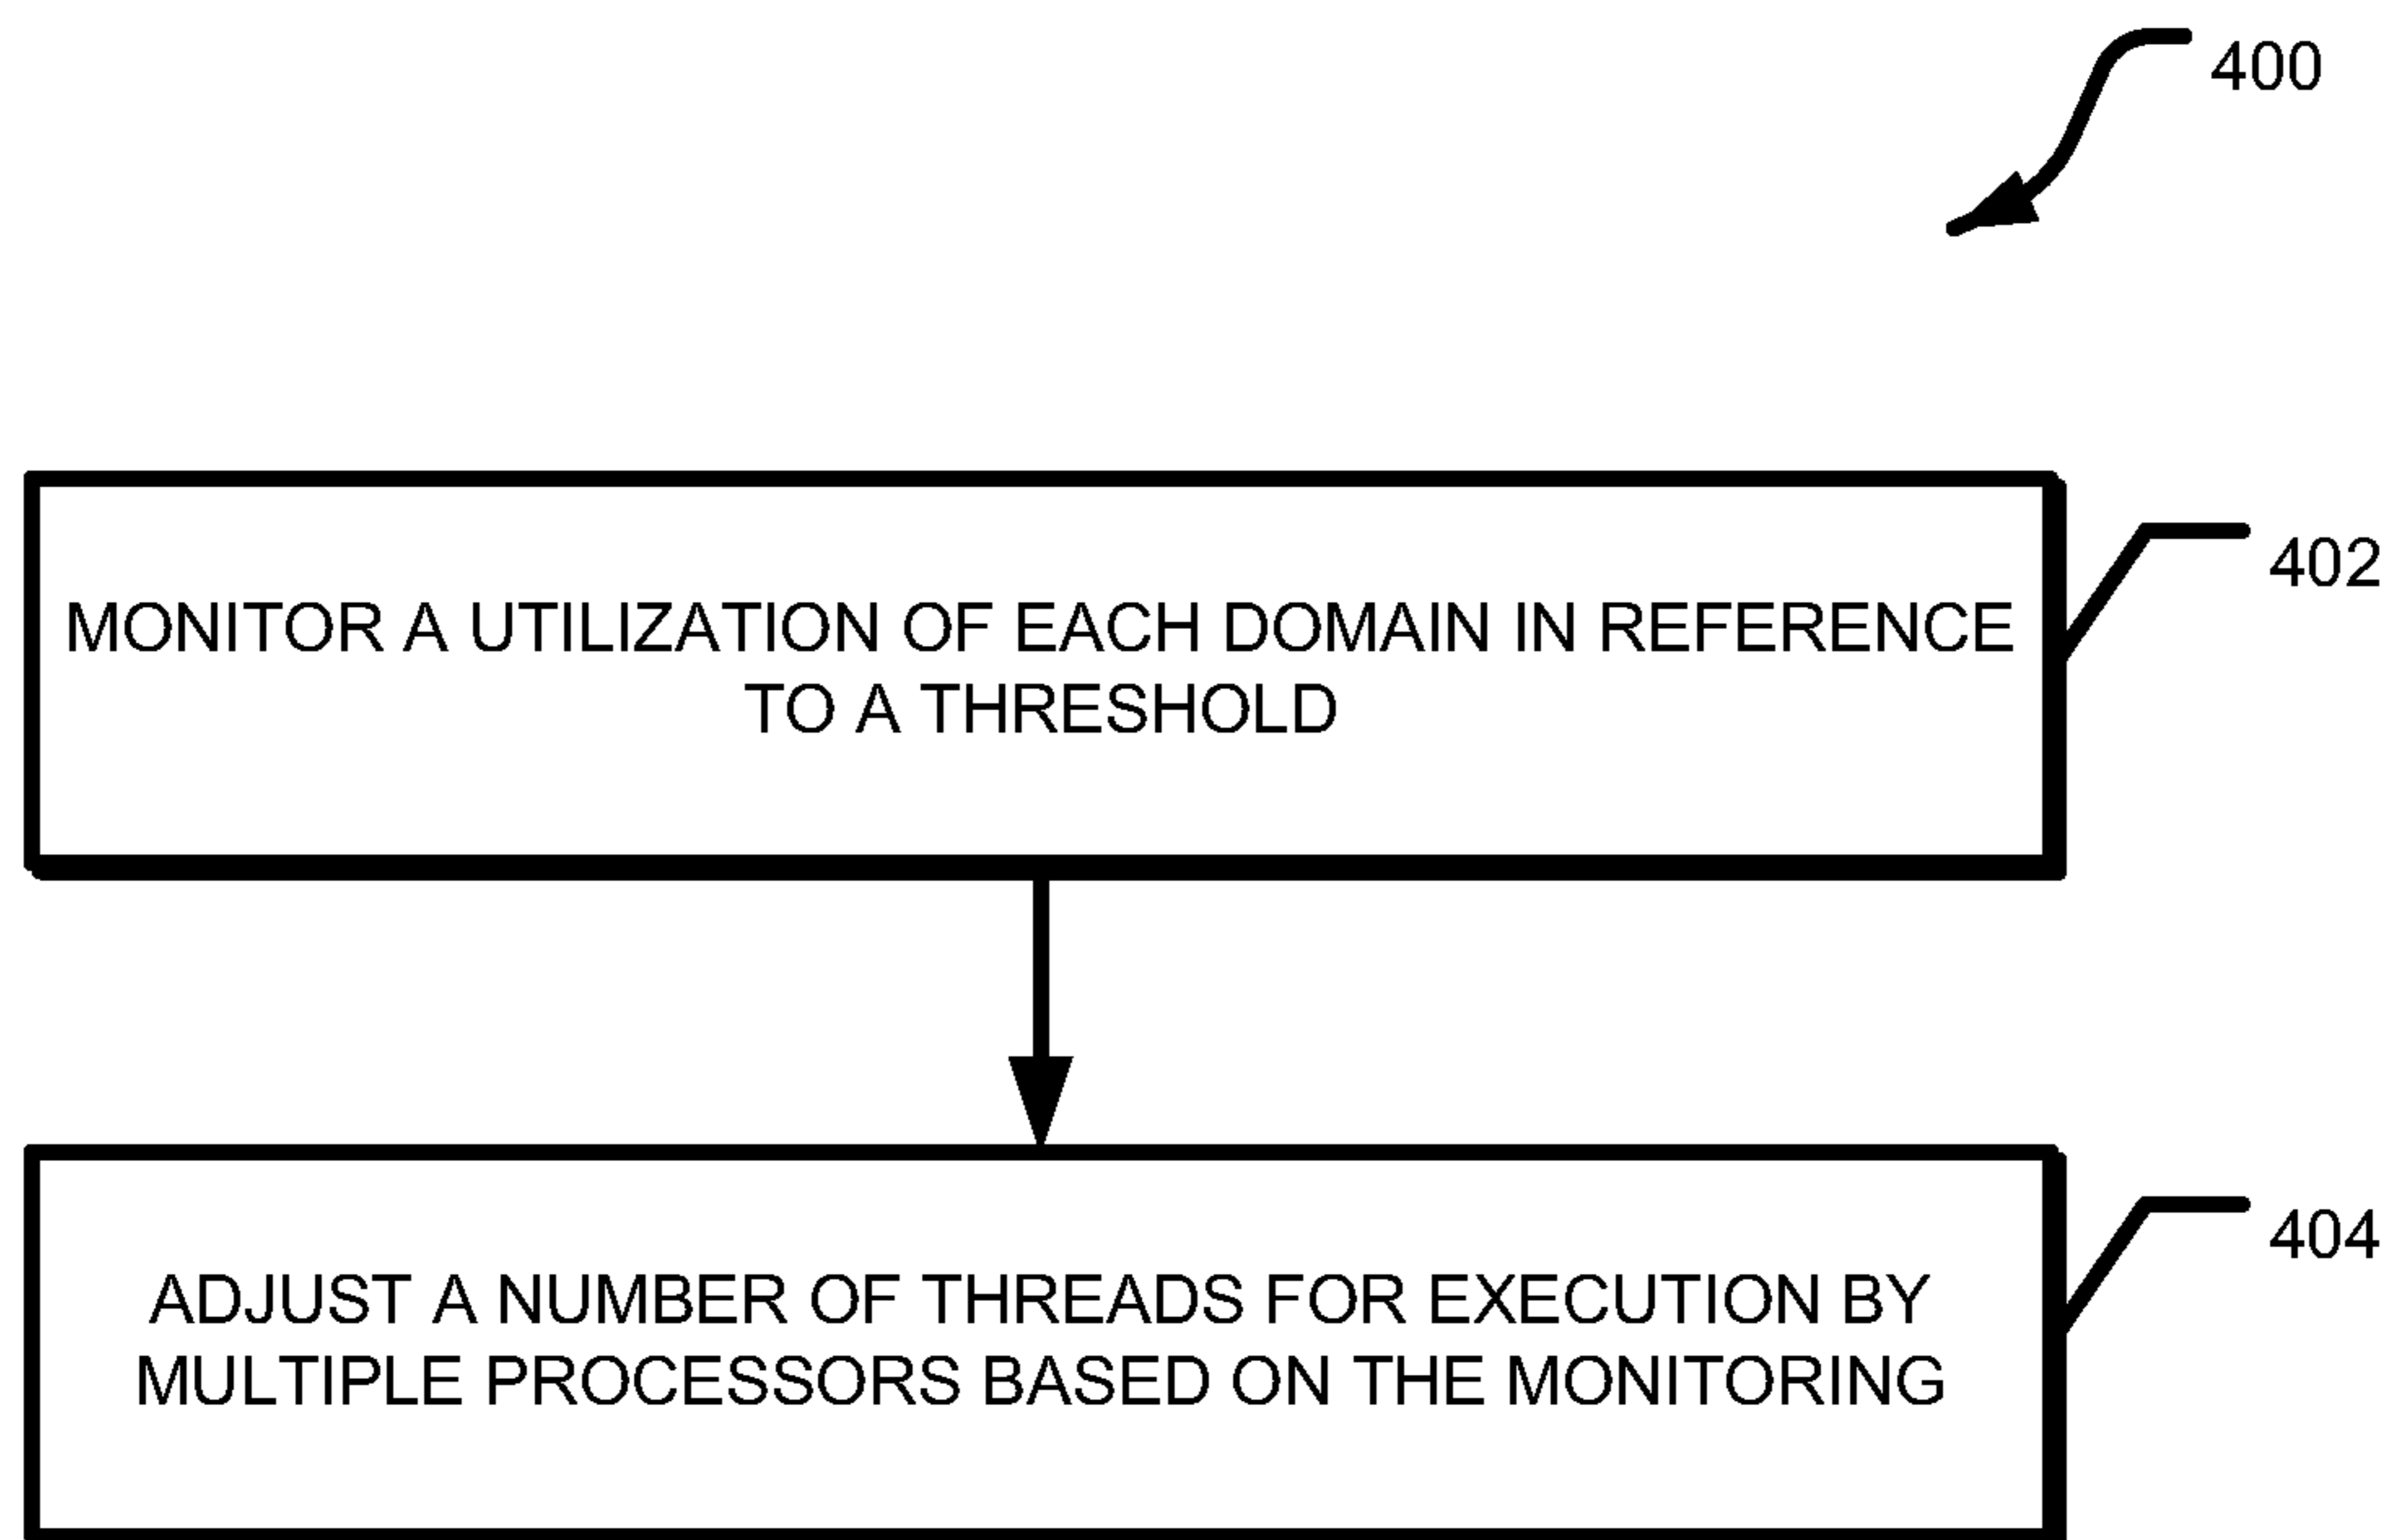 400
402
MONITOR A UTILIZATION OF EACH DOMAIN IN REFERENCE
TO A THRESHOLD
404
ADJUST A NUMBER OF THREADS FOR EXECUTION BY
MULTIPLE PROCESSORS BASED ON THE MONITORING